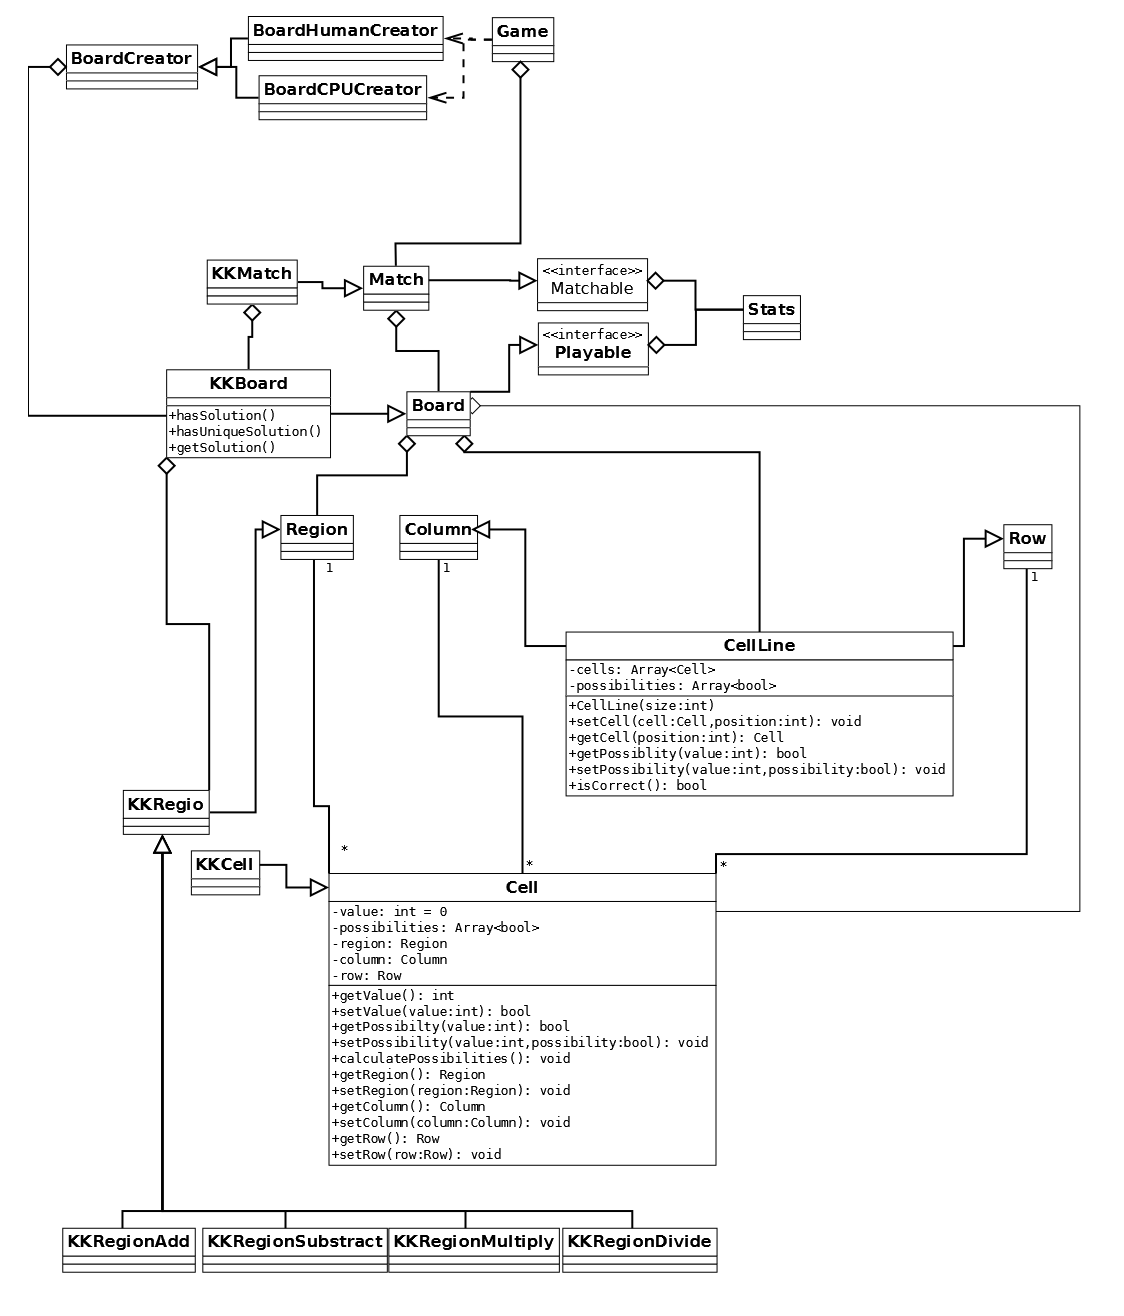 BoardHumanCreator
Game
BoardCreator
BoardCPUCreator
KKMatch
Match
<<interface>>
Matchable
Stats
<<interface>>
Playable
KKBoard
+hasSolution()
+hasUniqueSolution()
+getSolution()
Board
Region
1
Column
1
Row
1
CellLine
-cells: Array<Cell>
-possibilities: Array<bool>
+CellLine(size:int)
+setCell(cell:Cell,position:int): void
+getCell(position:int): Cell
+getPossiblity(value:int): bool
+setPossibility(value:int,possibility:bool): void
+isCorrect(): bool
KKRegio
KKCell
*
*
*
Cell
-value: int = 0
-possibilities: Array<bool>
-region: Region
-column: Column
-row: Row
+getValue(): int
+setValue(value:int): bool
+getPossibilty(value:int): bool
+setPossibility(value:int,possibility:bool): void
+calculatePossibilities(): void
+getRegion(): Region
+setRegion(region:Region): void
+getColumn(): Column
+setColumn(column:Column): void
+getRow(): Row
+setRow(row:Row): void
KKRegionAdd
KKRegionSubstract
KKRegionMultiply
KKRegionDivide